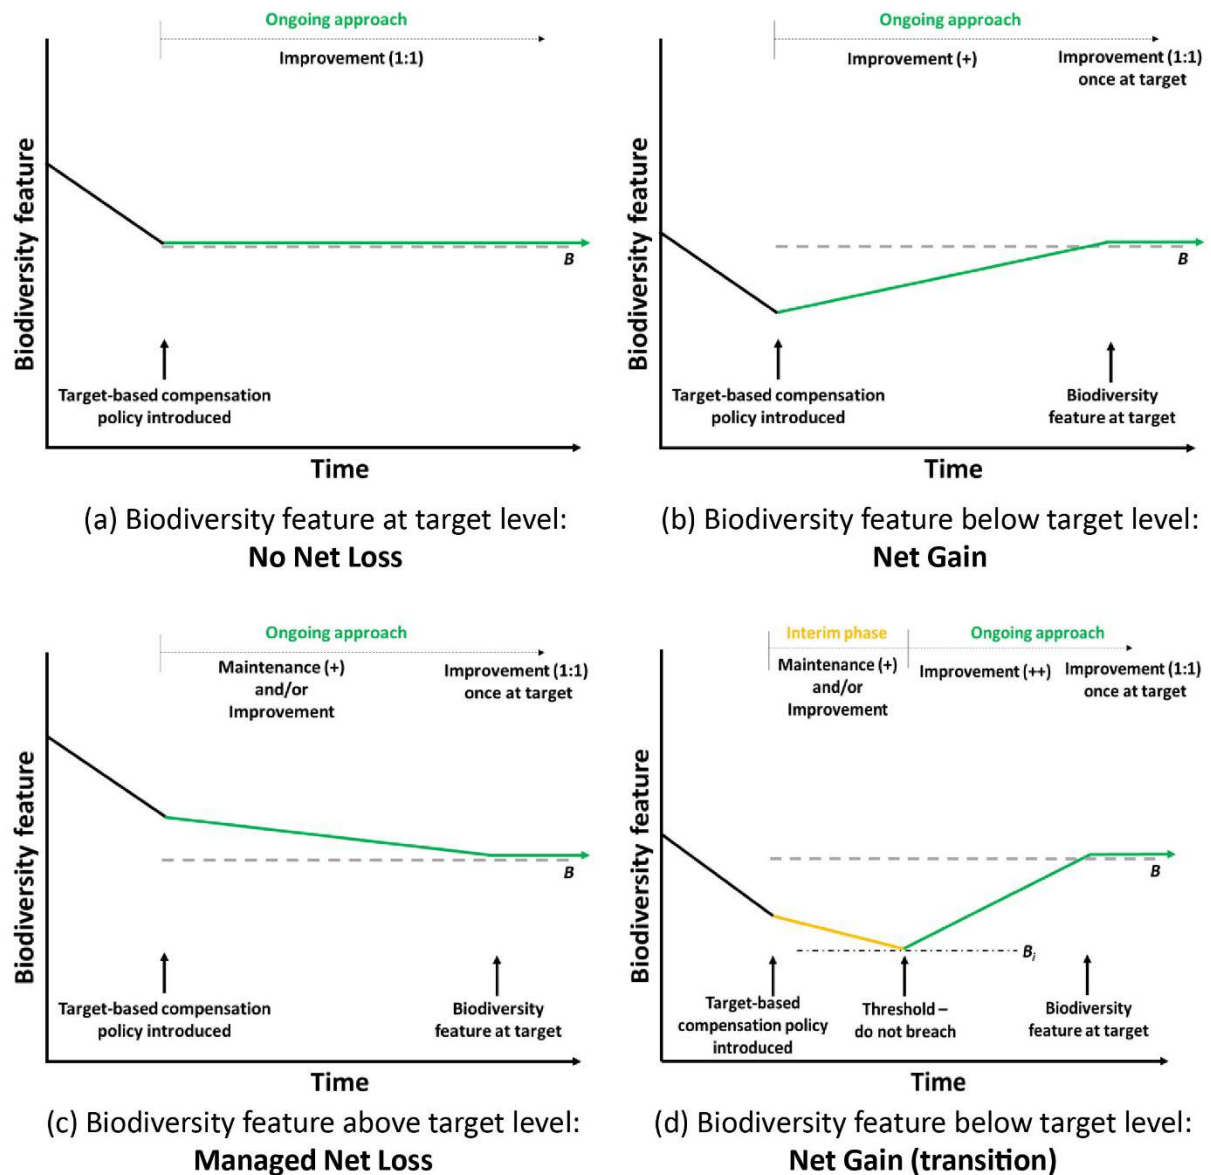 Ongoing approach
Improvement (1:1)
Biodiversity feature
B
Target-based compensation
policy introduced
Time
(a) Biodiversity feature at target level:
No Net Loss
Ongoing approach
Improvement (+)
Improvement (1:1)
once at target
Biodiversity feature
B
Target-based compensation
policy introduced
Biodiversity
feature at target
Time
(b) Biodiversity feature below target level:
Net Gain
Ongoing approach
Maintenance (+)
and/or
Improvement
Improvement (1:1)
once at target
Biodiversity feature
B
Target-based compensation
policy introduced
Biodiversity
feature at target
Time
(c) Biodiversity feature above target level:
Managed Net Loss
Interim phase
Ongoing approach
Maintenance (+)
and/or
Improvement
Improvement (++)
Improvement (1:1)
once at target
Biodiversity feature
B
Bi
Target-based
compensation policy
introduced
Threshold –
do not breach
Biodiversity
feature at target
Time
(d) Biodiversity feature below target level:
Net Gain (transition)